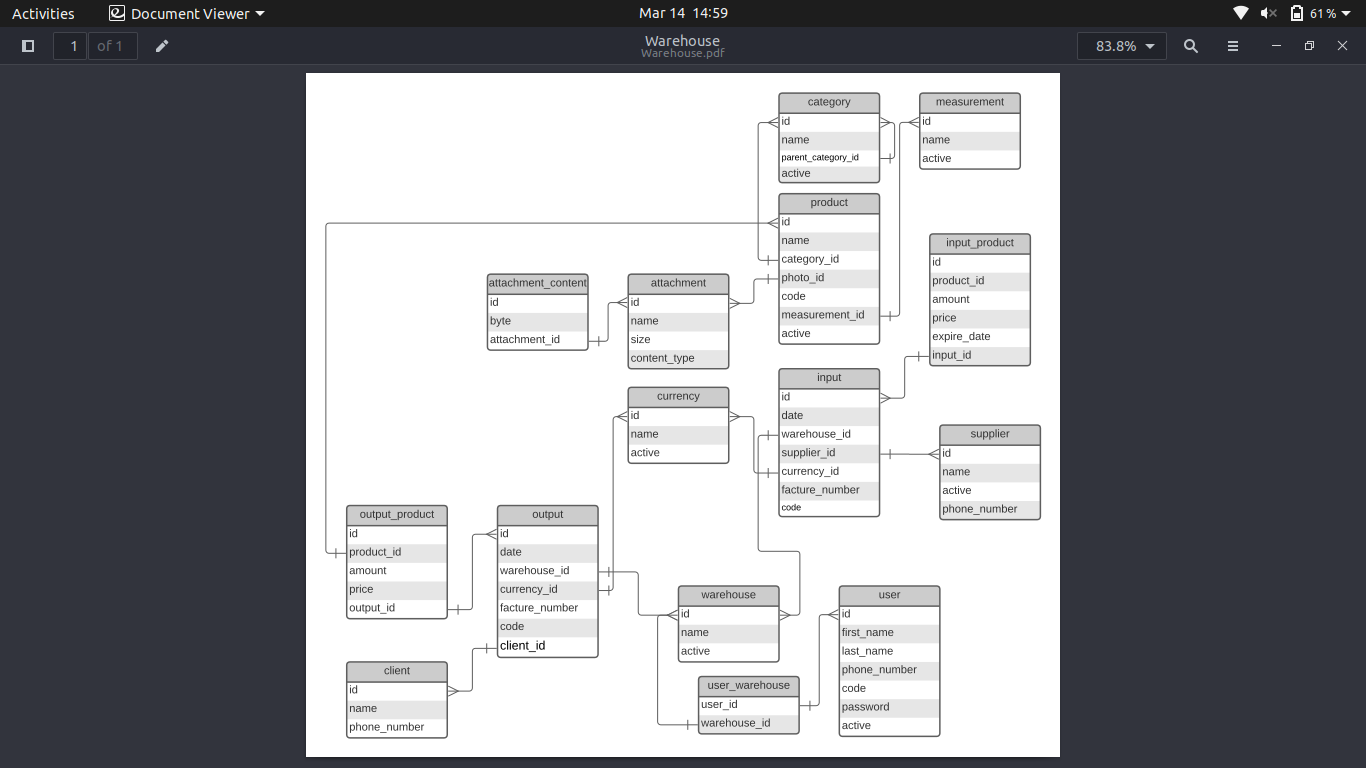 Activities
Document Viewer
Mar 14 14:59
61 %
1
of 1
Warehouse
Warehouse.pdf
83.8%
category
id
name
parent_category_id
active
measurement
id
name
active
product
id
name
category_id
photo_id
code
measurement_id
active
input_product
id
product_id
amount
price
expire_date
input_id
attachment_content
id
byte
attachment_id
attachment
id
name
size
content_type
input
id
date
warehouse_id
supplier_id
currency_id
facture_number
code
currency
id
name
active
supplier
id
name
active
phone_number
output_product
id
product_id
amount
price
output_id
output
id
date
warehouse_id
currency_id
facture_number
code
client_id
warehouse
id
name
active
user
id
first_name
last_name
phone_number
code
password
active
client
id
name
phone_number
user_warehouse
user_id
warehouse_id